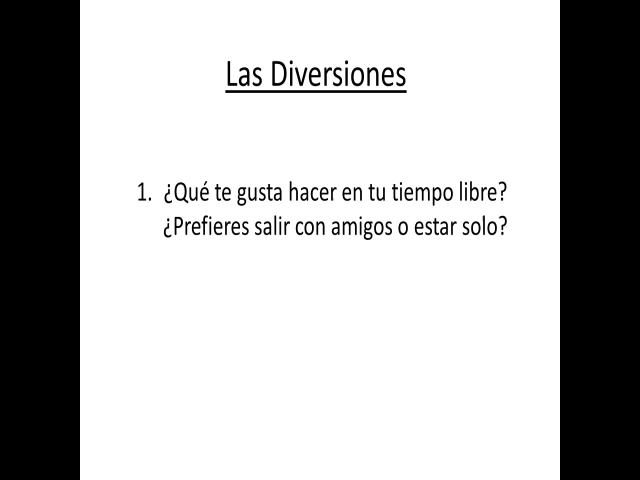 Las Diversiones
1. ¿Qué te gusta hacer en tu tiempo libre?
¿Prefieres salir con amigos o estar solo?